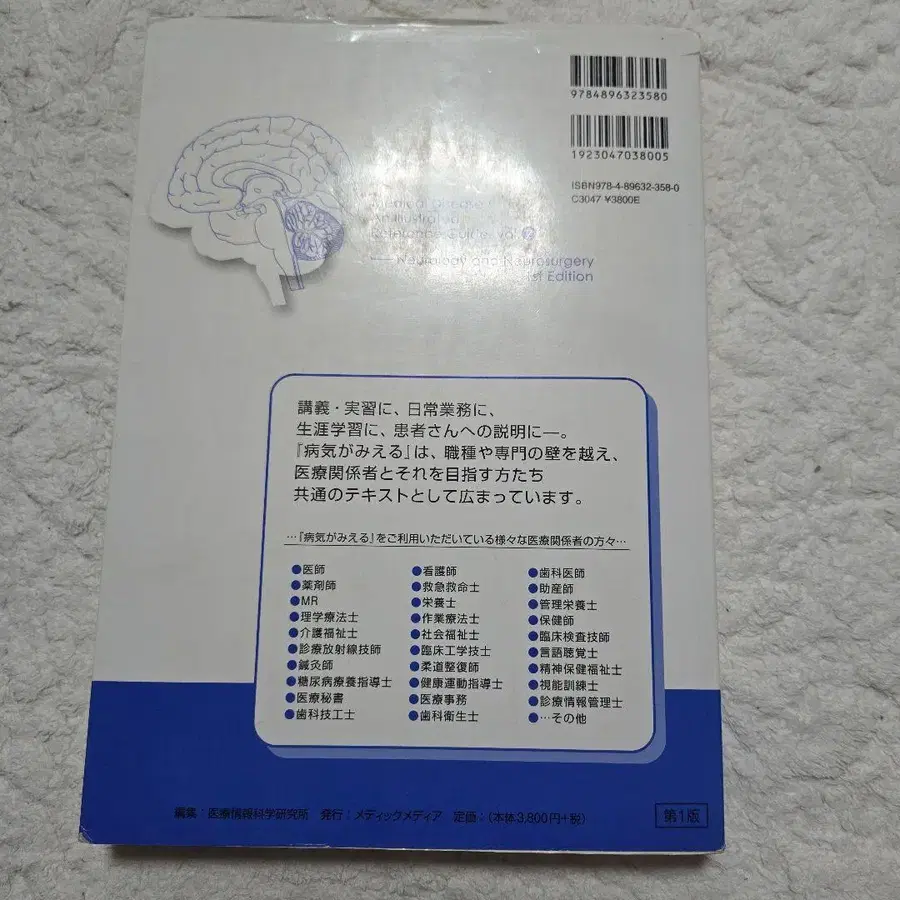 9784896323580
1923047038005
ISBN978-4-89632-358-0
C3047 ¥3800E
Medical Disease
An Illustrated
Reference Guide vol 7
Neurology and Neurosurgery
1st Edition
講義・実習に、日常業務に、
生涯学習に、患者さんへの説明に―。
『病気がみえる』は、職種や専門の壁を越え、
医療関係者とそれを目指す方たち
共通のテキストとして広まっています。
…『病気がみえる』をご利用いただいている様々な医療関係者の方々…
●医師 ●看護師 ●歯科医師
●薬剤師 ●救急救命士 ●助産師
●MR ●栄養士 ●管理栄養士
●理学療法士 ●作業療法士 ●保健師
●介護福祉士 ●社会福祉士 ●臨床検査技師
●診療放射線技師 ●臨床工学技士 ●言語聴覚士
●鍼灸師 ●柔道整復師 ●精神保健福祉士
●糖尿病療養指導士 ●健康運動指導士 ●視能訓練士
●医療秘書 ●医療事務 ●診療情報管理士
●歯科技工士 ●歯科衛生士 ●…その他
編集：医療情報科学研究所 発行：メディックメディア 定価：（本体3,800円+税）
第1版